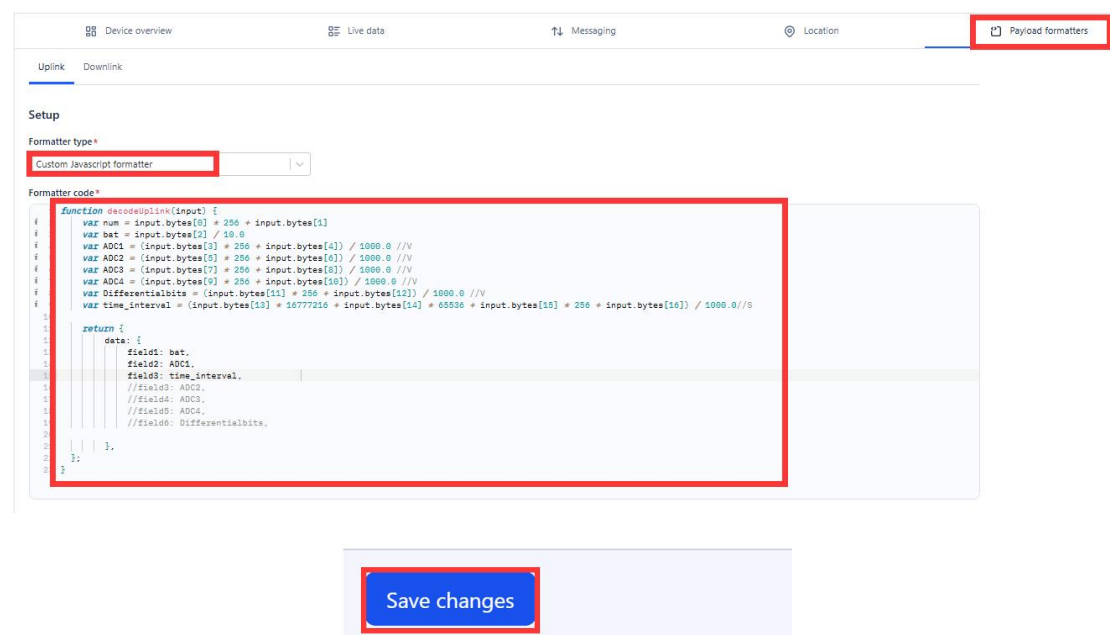 Device overview
Live data
Messaging
Location
Payload formatters
Uplink Downlink
Setup
Formatter type*
Custom Javascript formatter
Formatter code*
function decodeUplink(input) {
var num = input.bytes[0] * 256 + input.bytes[1]
var bat = input.bytes[2] / 10.0
var ADC1 = (input.bytes[3] * 256 + input.bytes[4]) / 1000.0 //V
var ADC2 = (input.bytes[5] * 256 + input.bytes[6]) / 1000.0 //V
var ADC3 = (input.bytes[7] * 256 + input.bytes[8]) / 1000.0 //V
var ADC4 = (input.bytes[9] * 256 + input.bytes[10]) / 1000.0 //V
var Differentialbits = (input.bytes[11] * 256 + input.bytes[12]) / 1000.0 //V
var time_interval = (input.bytes[13] * 16777216 + input.bytes[14] * 65536 + input.bytes[15] * 256 + input.bytes[16]) / 1000.0//S
return {
data: {
field1: bat,
field2: ADC1,
field3: time_interval,
//field3: ADC2,
//field4: ADC3,
//field5: ADC4,
//field6: Differentialbits,
},
};
}
Save changes